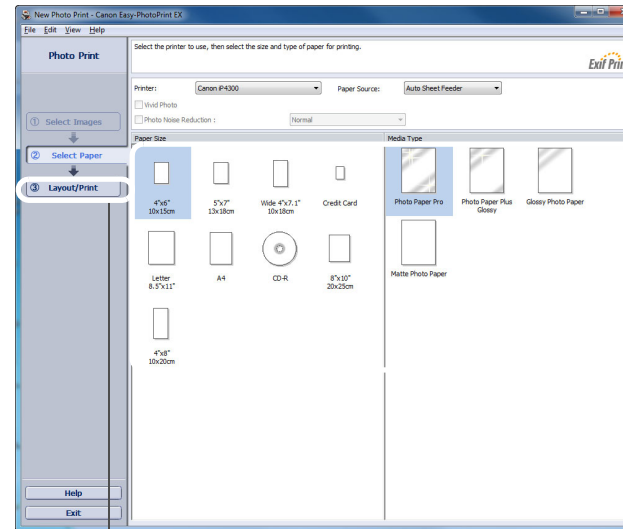 New Photo Print - Canon Easy-PhotoPrint EX
File Edit View Help
Photo Print
Select the printer to use, then select the size and type of paper for printing.
Exif Prin
Printer: Canon iP4300 Paper Source: Auto Sheet Feeder
Vivid Photo
Photo Noise Reduction : Normal
① Select Images
② Select Paper
③ Layout/Print
Paper Size Media Type
4"x6" 5"x7" Wide 4"x7.1" Credit Card Photo Paper Pro Photo Paper Plus Glossy Photo Paper
10x15cm 13x18cm 10x18cm Glossy
Letter A4 CD-R 8"x10" Matte Photo Paper
8.5"x11" 20x25cm
4"x8"
10x20cm
Help
Exit